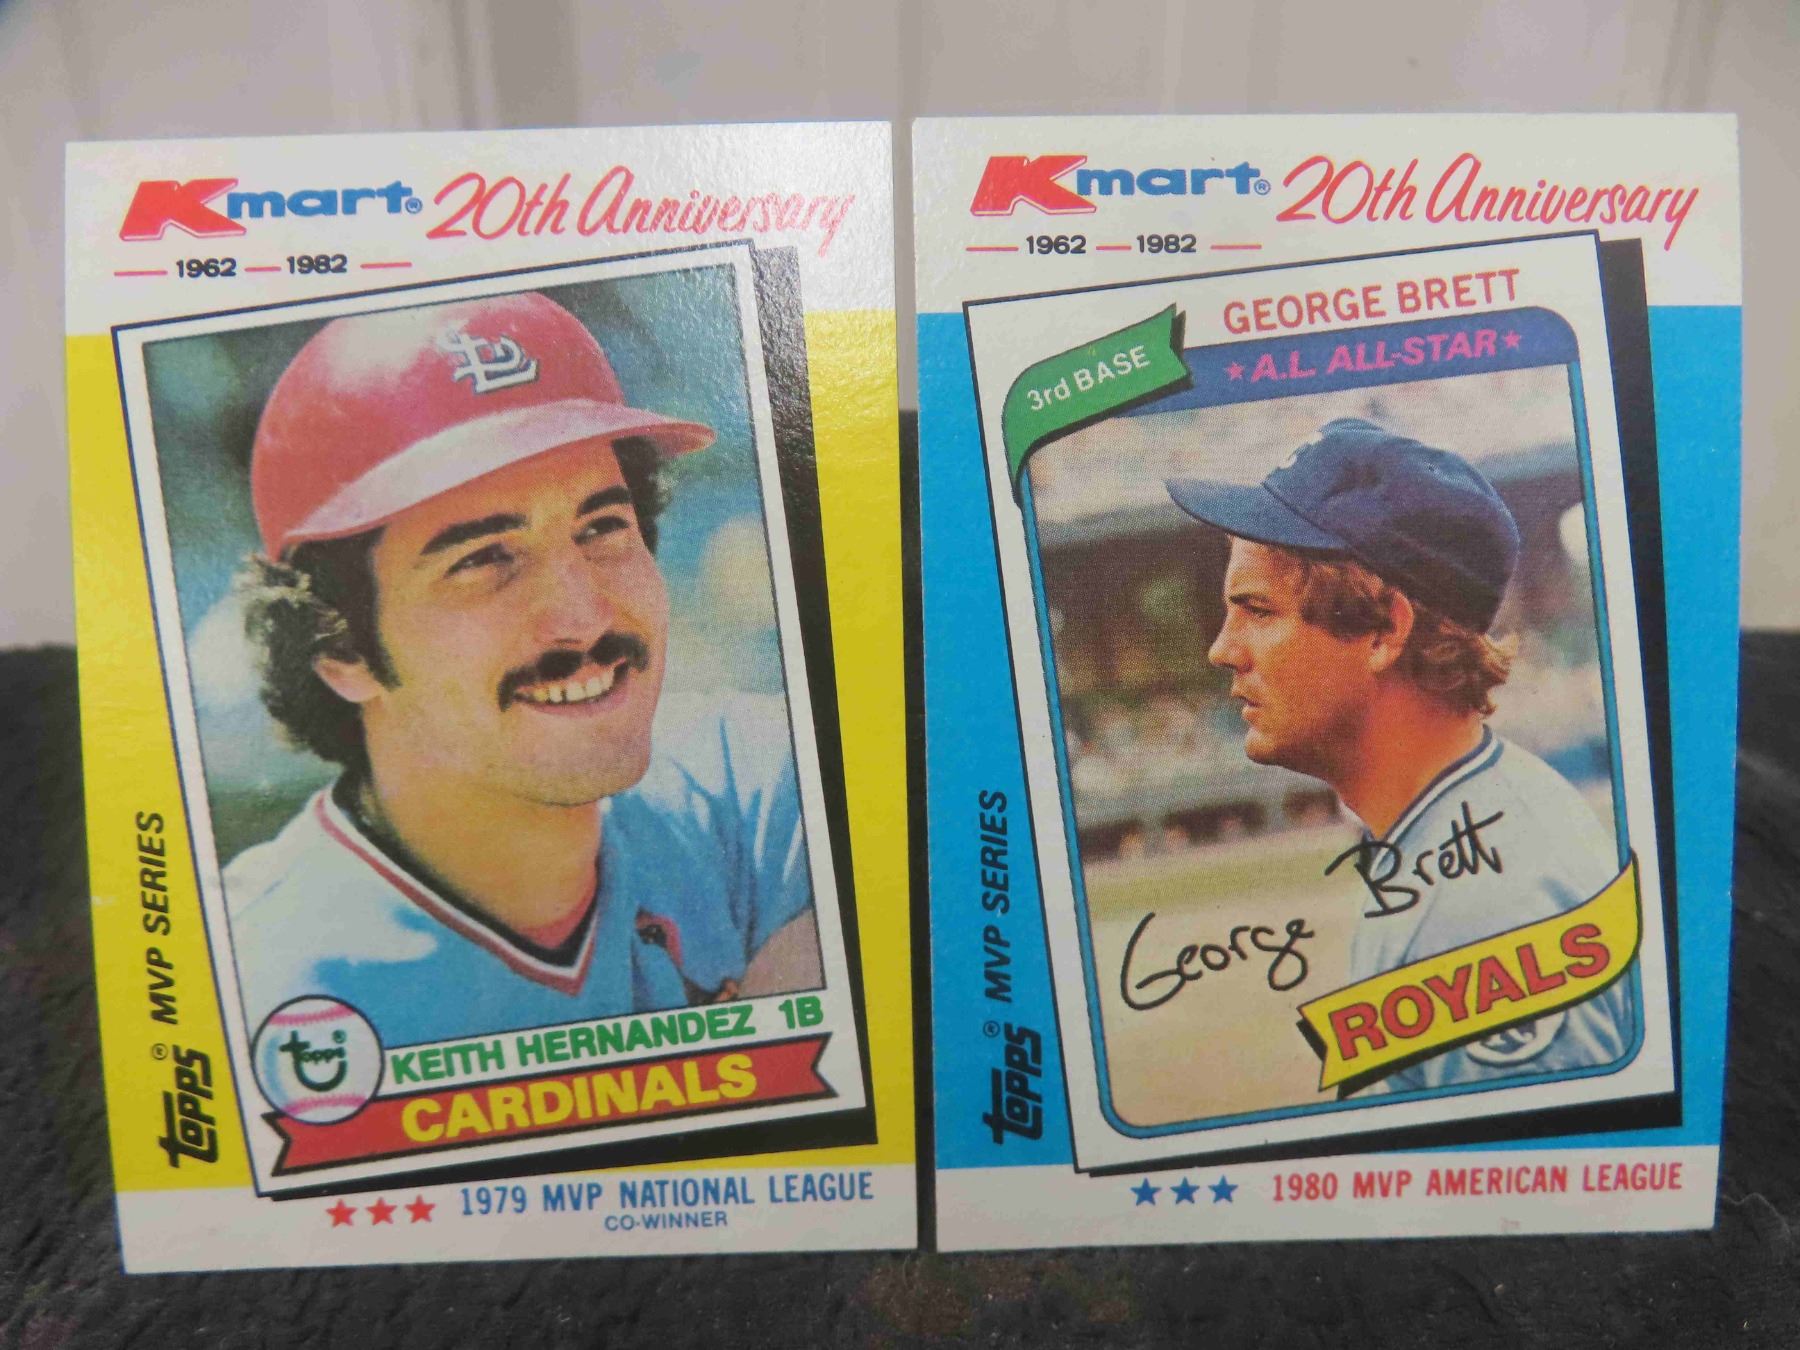 Kmart® 20th Anniversary
1962 — 1982
StL
MVP SERIES
topps®
topps®
KEITH HERNANDEZ 1B
CARDINALS
★★★ 1979 MVP NATIONAL LEAGUE
CO-WINNER
Kmart® 20th Anniversary
1962 — 1982
GEORGE BRETT
3rd BASE
★A.L. ALL-STAR★
MVP SERIES
topps®
George Brett
ROYALS
★★★ 1980 MVP AMERICAN LEAGUE